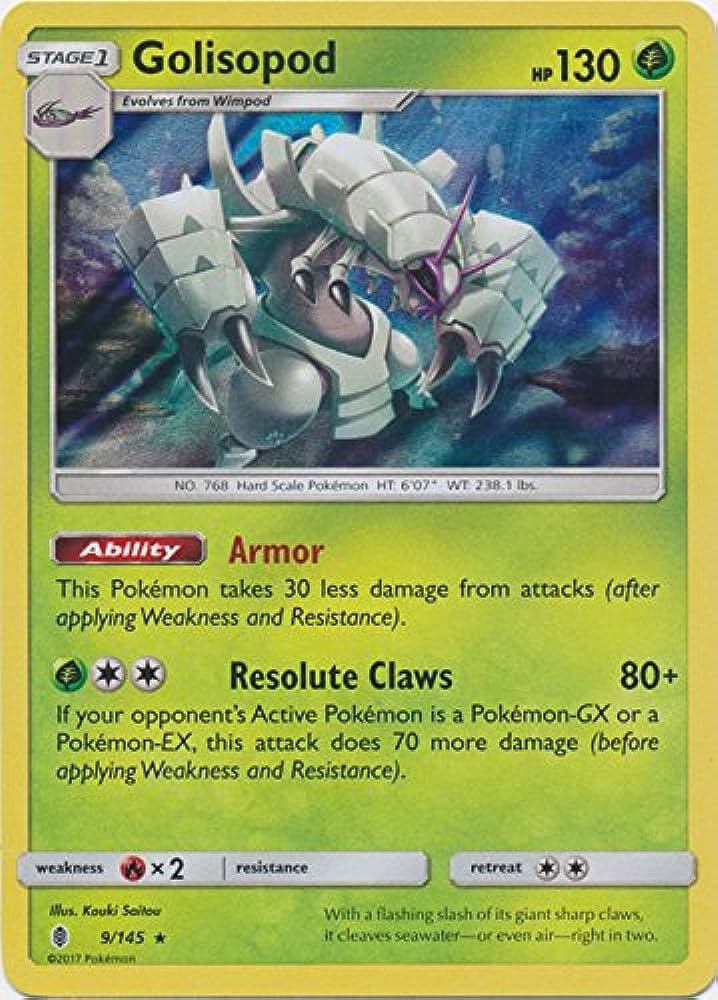 STAGE 1
Golisopod
HP 130
Evolves from Wimpod
NO. 768 Hard Scale Pokémon HT: 6'07" WT: 238.1 lbs.
Ability Armor
This Pokémon takes 30 less damage from attacks (after
applying Weakness and Resistance).
Resolute Claws 80+
If your opponent's Active Pokémon is a Pokémon-GX or a
Pokémon-EX, this attack does 70 more damage (before
applying Weakness and Resistance).
weakness × 2 resistance retreat
Illus. Kouki Saitou
9/145 ★
©2017 Pokémon
With a flashing slash of its giant sharp claws,
it cleaves seawater—or even air—right in two.